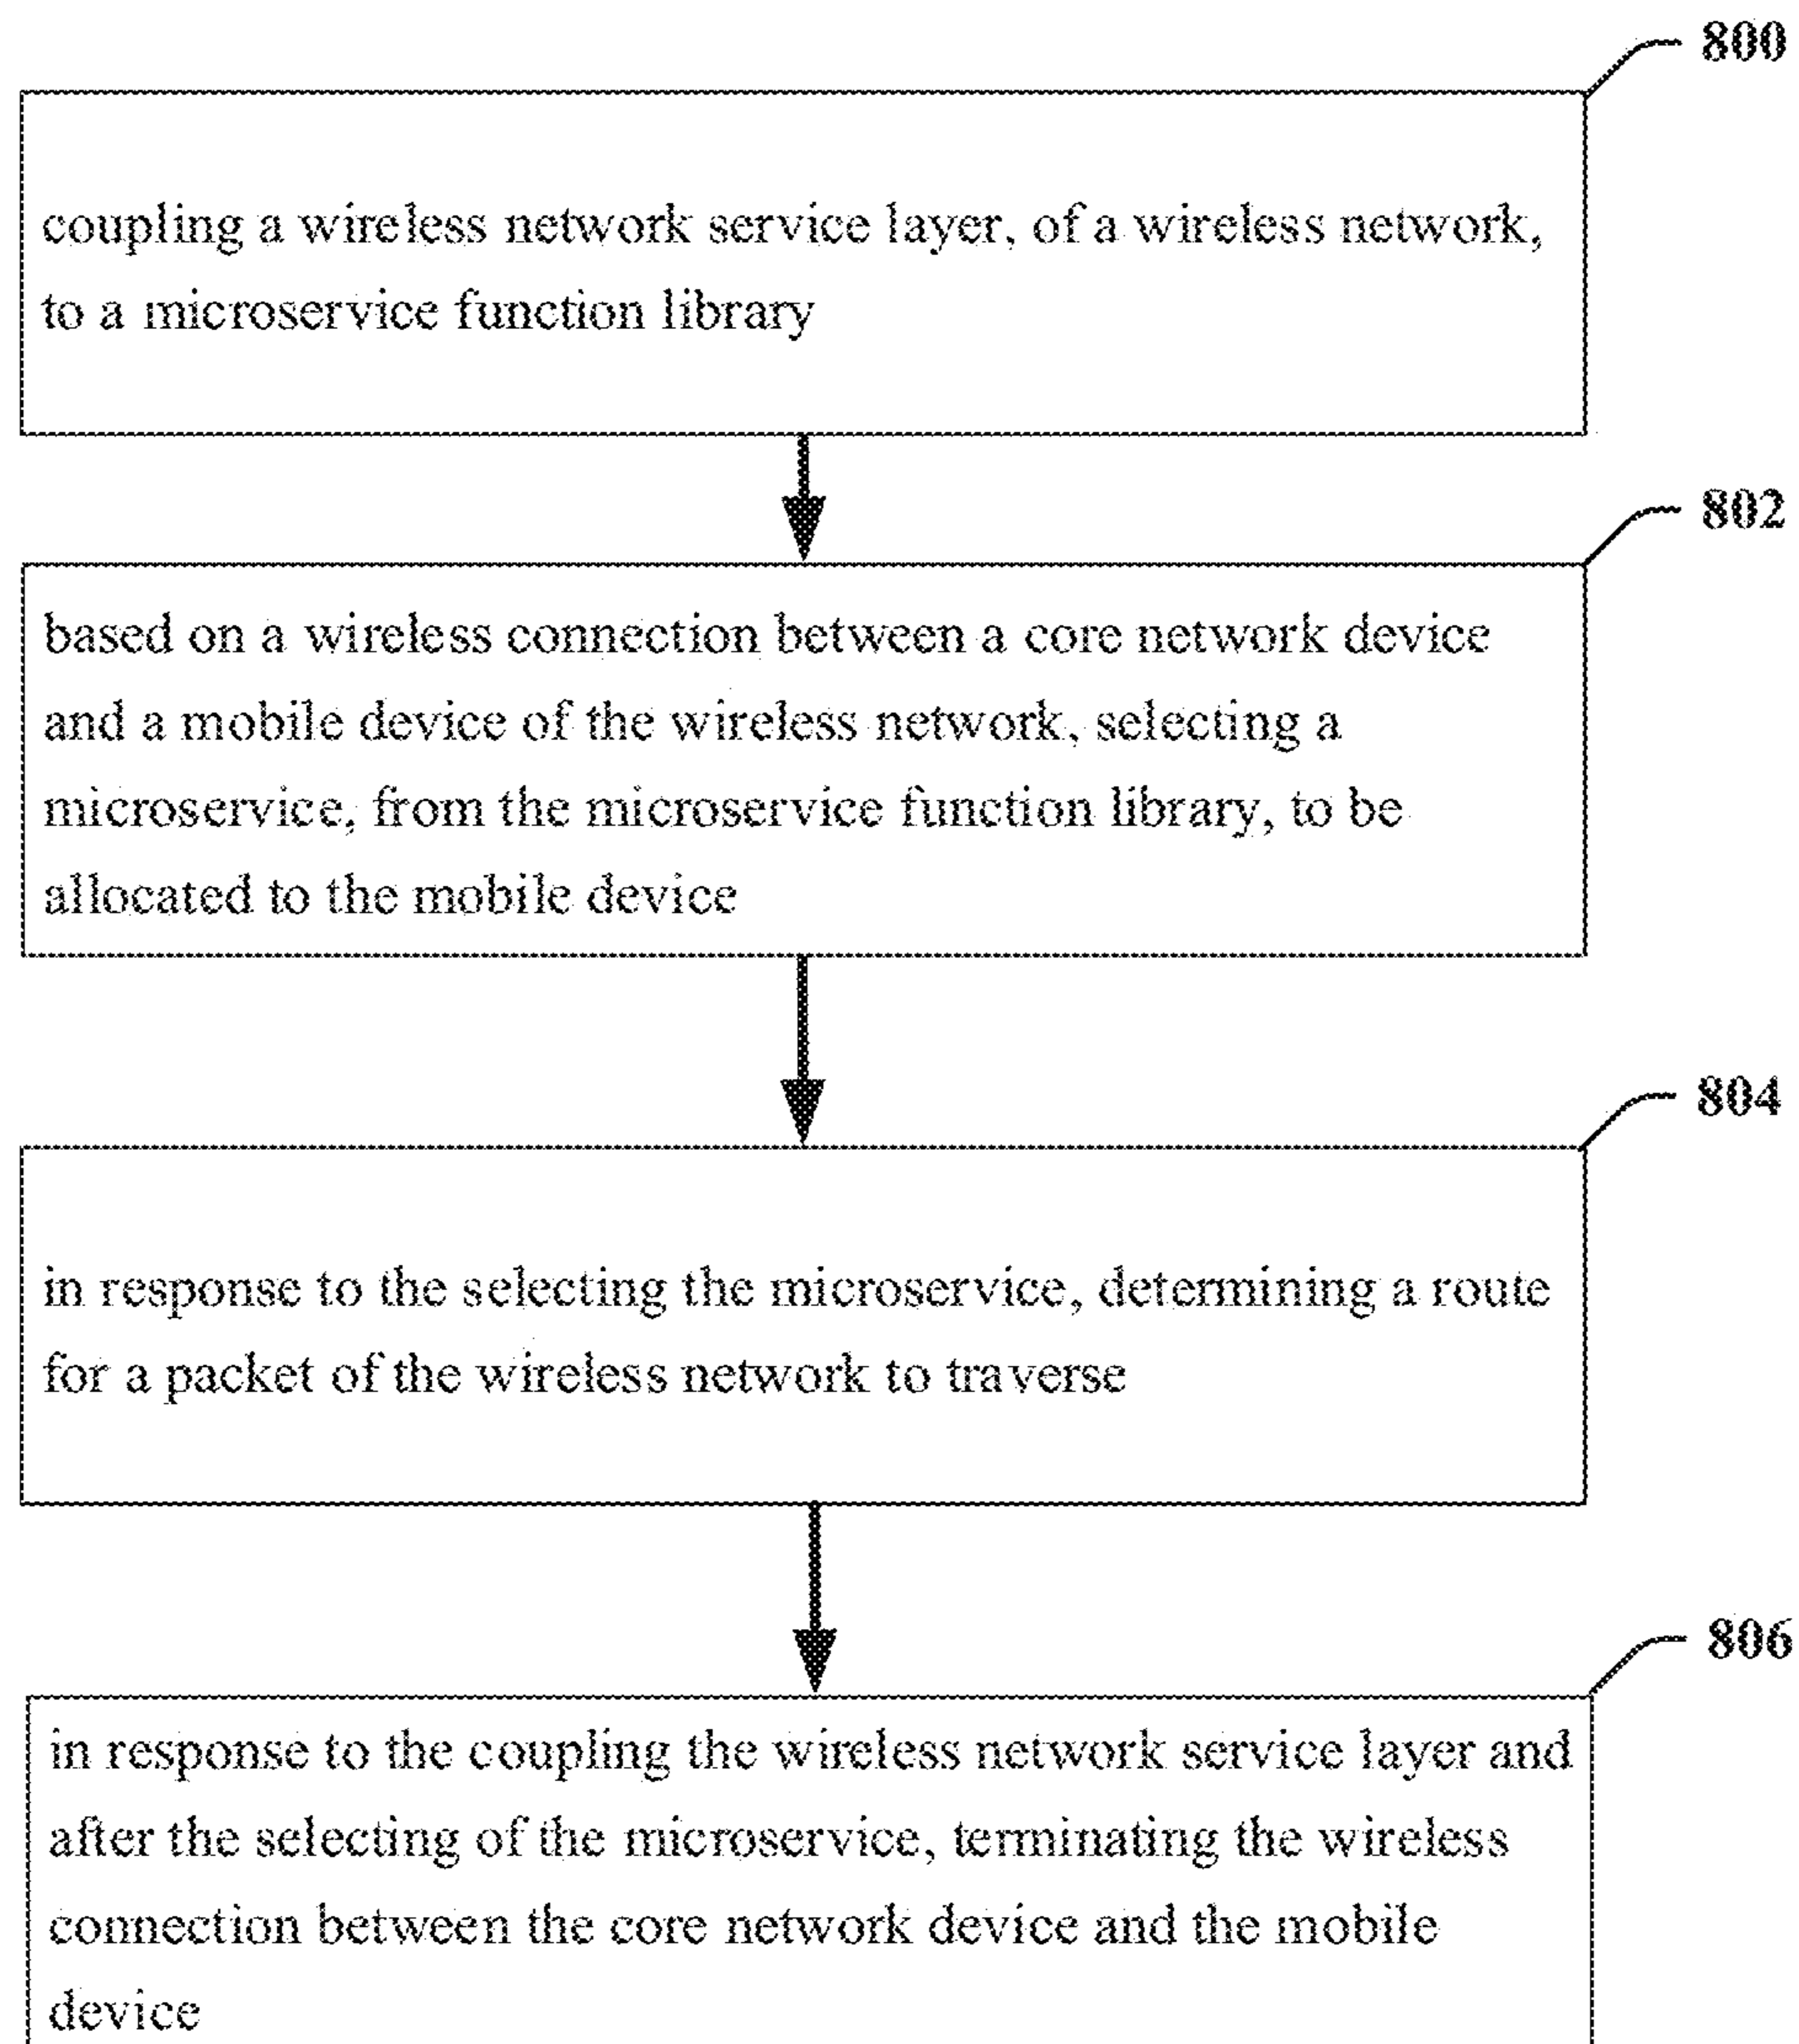 800
coupling a wireless network service layer, of a wireless network,
to a microservice function library
802
based on a wireless connection between a core network device
and a mobile device of the wireless network, selecting a
microservice, from the microservice function library, to be
allocated to the mobile device
804
in response to the selecting the microservice, determining a route
for a packet of the wireless network to traverse
806
in response to the coupling the wireless network service layer and
after the selecting of the microservice, terminating the wireless
connection between the core network device and the mobile
device